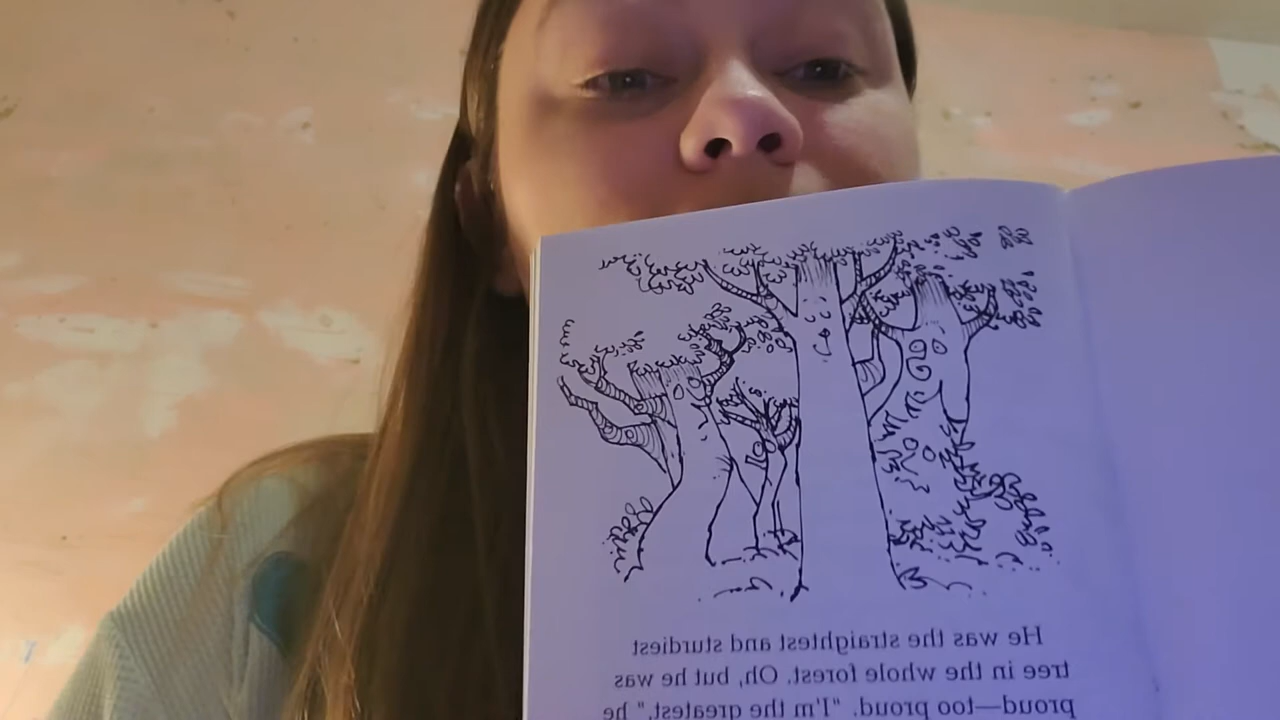 He was the straightest and sturdiest
tree in the whole forest. Oh, but he was
proud—too proud. "I'm the greatest," he